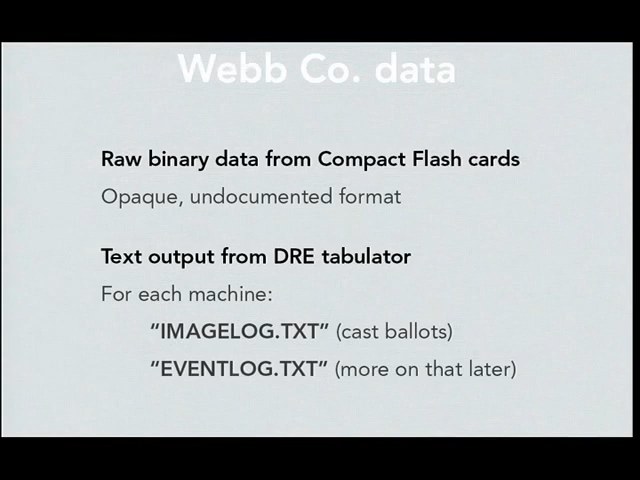 Webb Co. data
Raw binary data from Compact Flash cards
Opaque, undocumented format
Text output from DRE tabulator
For each machine:
“IMAGELOG.TXT” (cast ballots)
“EVENTLOG.TXT” (more on that later)